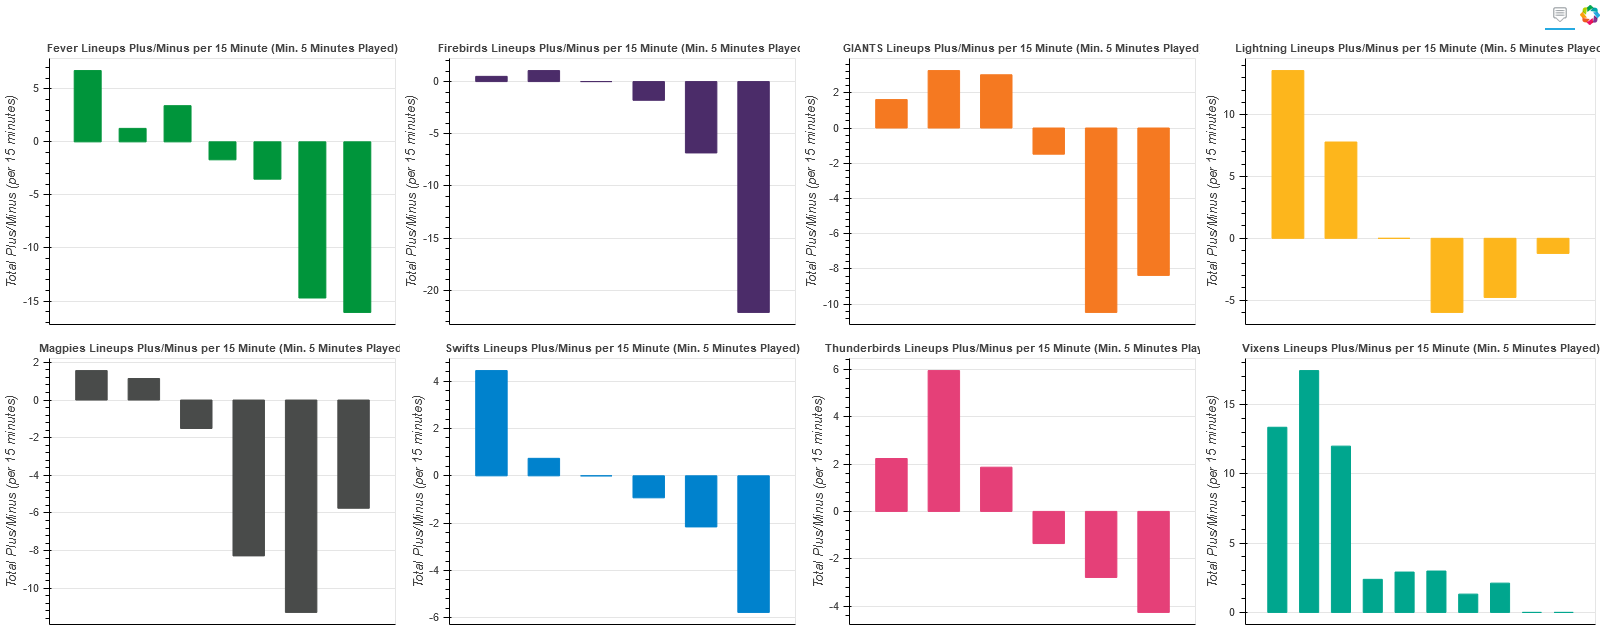 Fever Lineups Plus/Minus per 15 Minute (Min. 5 Minutes Played)
Total Plus/Minus (per 15 minutes)
5
0
-5
-10
-15
Firebirds Lineups Plus/Minus per 15 Minute (Min. 5 Minutes Played
Total Plus/Minus (per 15 minutes)
0
-5
-10
-15
-20
GIANTS Lineups Plus/Minus per 15 Minute (Min. 5 Minutes Played
Total Plus/Minus (per 15 minutes)
2
0
-2
-4
-6
-8
-10
Lightning Lineups Plus/Minus per 15 Minute (Min. 5 Minutes Played
Total Plus/Minus (per 15 minutes)
10
5
0
-5
Magpies Lineups Plus/Minus per 15 Minute (Min. 5 Minutes Played
Total Plus/Minus (per 15 minutes)
2
0
-2
-4
-6
-8
-10
Swifts Lineups Plus/Minus per 15 Minute (Min. 5 Minutes Played)
Total Plus/Minus (per 15 minutes)
4
2
0
-2
-4
-6
Thunderbirds Lineups Plus/Minus per 15 Minute (Min. 5 Minutes Play
Total Plus/Minus (per 15 minutes)
6
4
2
0
-2
-4
Vixens Lineups Plus/Minus per 15 Minute (Min. 5 Minutes Played)
Total Plus/Minus (per 15 minutes)
15
10
5
0